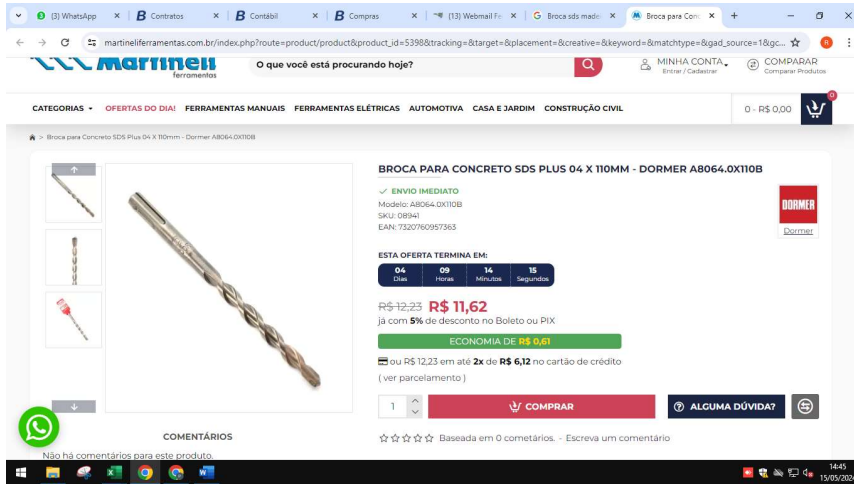 (3) WhatsApp
Contratos
Contábil
Compras
(13) Webmail Fe
Broca sds made
Broca para Conc
martineliferramentas.com.br/index.php?route=product/product&product_id=5398&tracking=&target=&placement=&creative=&keyword=&matchtype=&gad_source=1&gc...
Martineli
ferramentas
O que você está procurando hoje?
MINHA CONTA
Entrar / Cadastrar
COMPARAR
Comparar Produtos
CATEGORIAS OFERTAS DO DIA! FERRAMENTAS MANUAIS FERRAMENTAS ELÉTRICAS AUTOMOTIVA CASA E JARDIM CONSTRUÇÃO CIVIL
0 - R$ 0,00
0
> Broca para Concreto SDS Plus 04 X 110mm - Dormer A8064.0X110B
BROCA PARA CONCRETO SDS PLUS 04 X 110MM - DORMER A8064.0X110B
ENVIO IMEDIATO
Modelo: A8064.0X110B
SKU: 08941
EAN: 7320760957363
DORMER
Dormer
ESTA OFERTA TERMINA EM:
04 09 14 15
Dias Horas Minutos Segundos
R$ 12,23 R$ 11,62
já com 5% de desconto no Boleto ou PIX
ECONOMIA DE R$ 0,61
ou R$ 12,23 em até 2x de R$ 6,12 no cartão de crédito
( ver parcelamento )
1
COMPRAR
ALGUMA DÚVIDA?
COMENTÁRIOS
Baseada em 0 cometários. - Escreva um comentário
Não há comentários para este produto.
14:45
15/05/2024